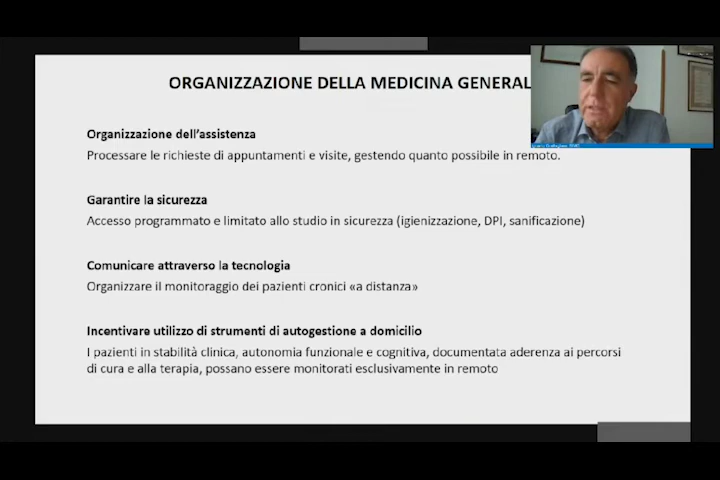 ORGANIZZAZIONE DELLA MEDICINA GENERAL
Organizzazione dell'assistenza
Processare le richieste di appuntamenti e visite, gestendo quanto possibile in remoto.
Garantire la sicurezza
Accesso programmato e limitato allo studio in sicurezza (igienizzazione, DPI, sanificazione)
Comunicare attraverso la tecnologia
Organizzare il monitoraggio dei pazienti cronici «a distanza»
Incentivare utilizzo di strumenti di autogestione a domicilio
I pazienti in stabilità clinica, autonomia funzionale e cognitiva, documentata aderenza ai percorsi
di cura e alla terapia, possano essere monitorati esclusivamente in remoto